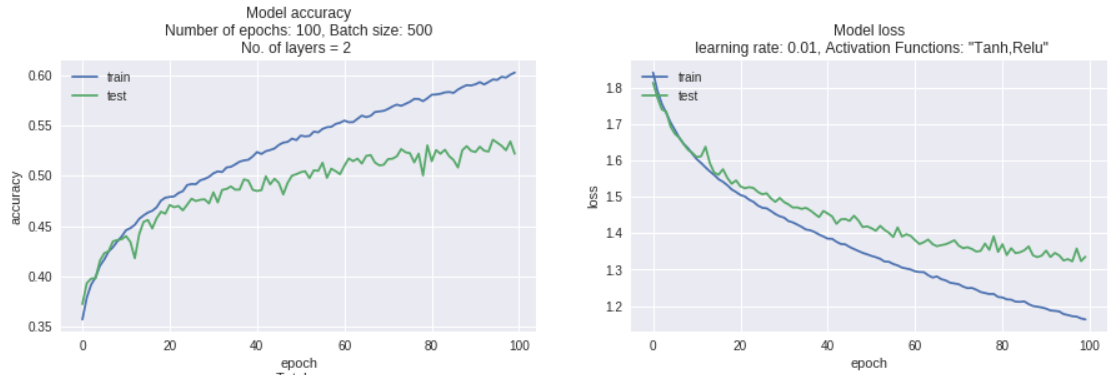 Model accuracy
Number of epochs: 100, Batch size: 500
No. of layers = 2
0.60
0.55
0.50
0.45
0.40
0.35
accuracy
train
test
0
20
40
60
80
100
epoch
Model loss
learning rate: 0.01, Activation Functions: "Tanh,Relu"
1.8
1.7
1.6
1.5
1.4
1.3
1.2
loss
train
test
0
20
40
60
80
100
epoch